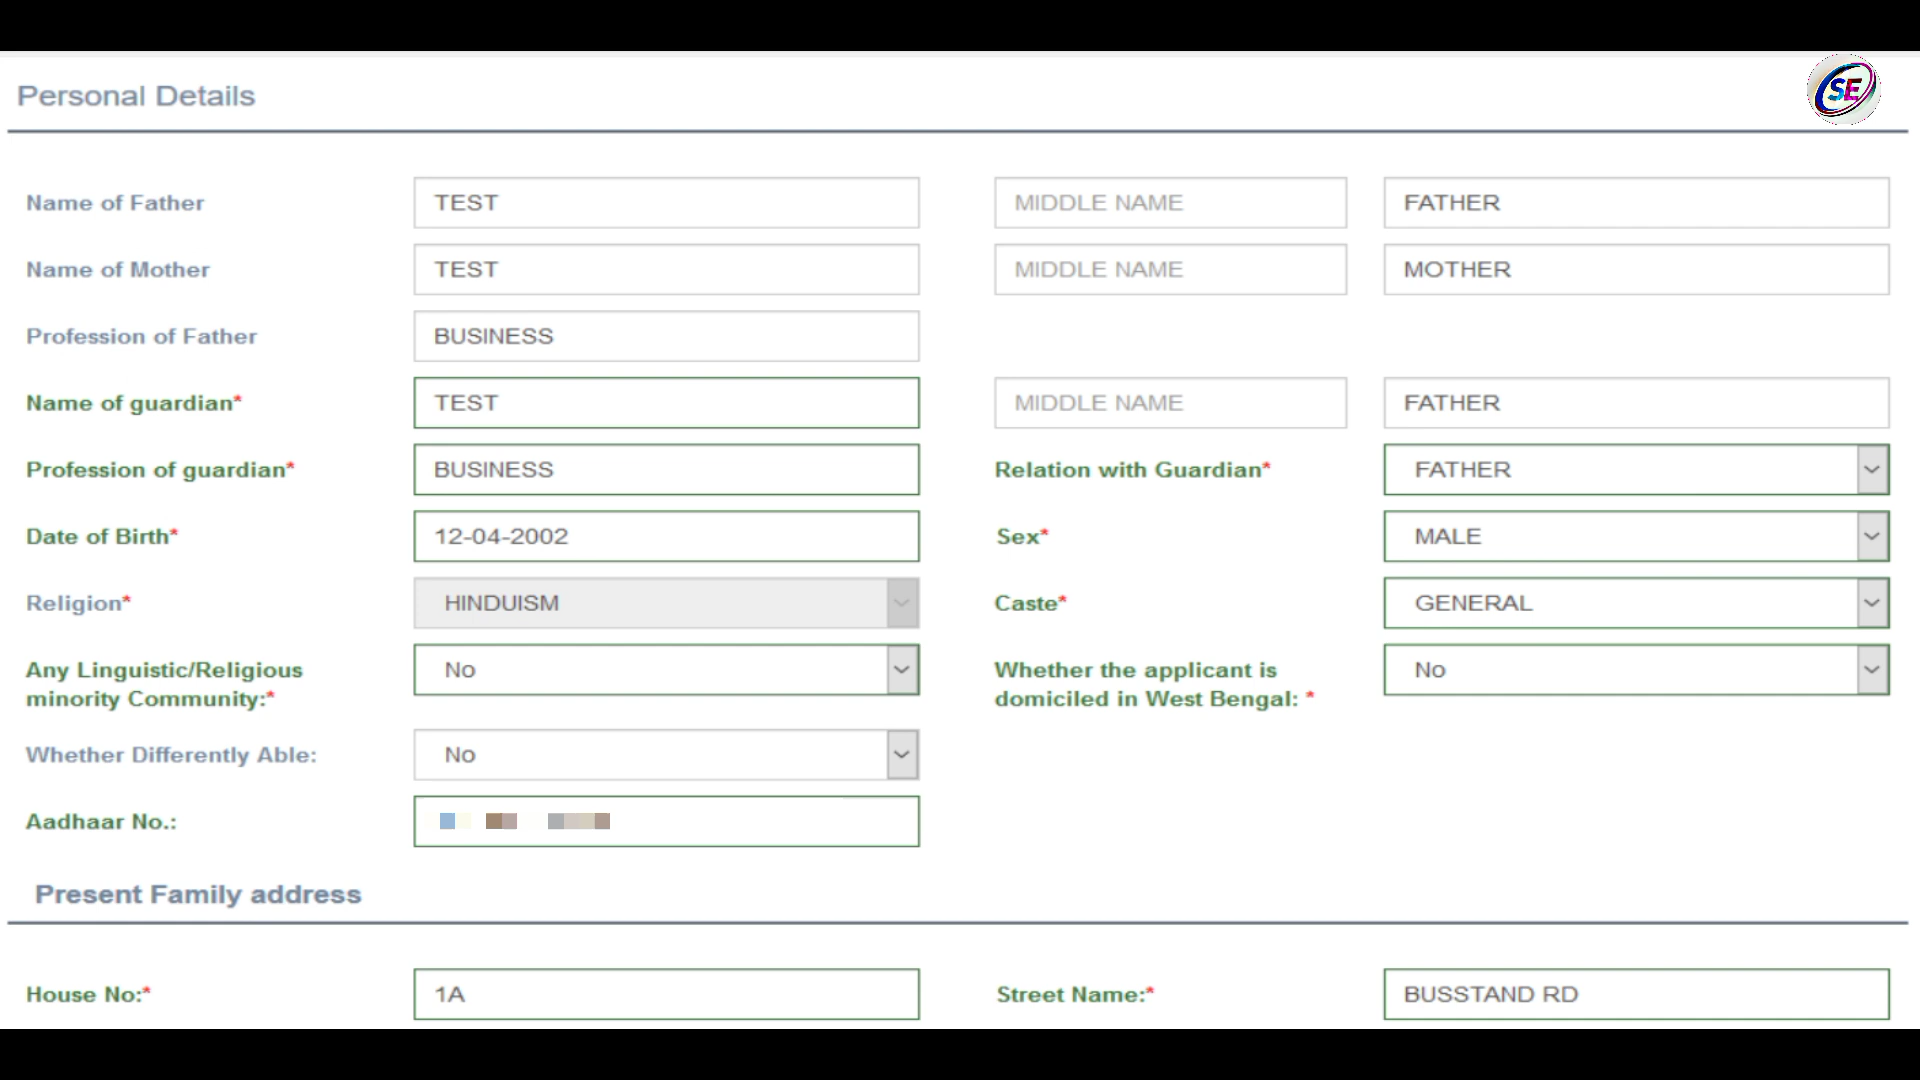 Personal Details
SE
Name of Father TEST MIDDLE NAME FATHER
Name of Mother TEST MIDDLE NAME MOTHER
Profession of Father BUSINESS
Name of guardian* TEST MIDDLE NAME FATHER
Profession of guardian* BUSINESS Relation with Guardian* FATHER
Date of Birth* 12-04-2002 Sex* MALE
Religion* HINDUISM Caste* GENERAL
Any Linguistic/Religious No Whether the applicant is No
minority Community:* domiciled in West Bengal: *
Whether Differently Able: No
Aadhaar No.:
Present Family address
House No:* 1A Street Name:* BUSSTAND RD